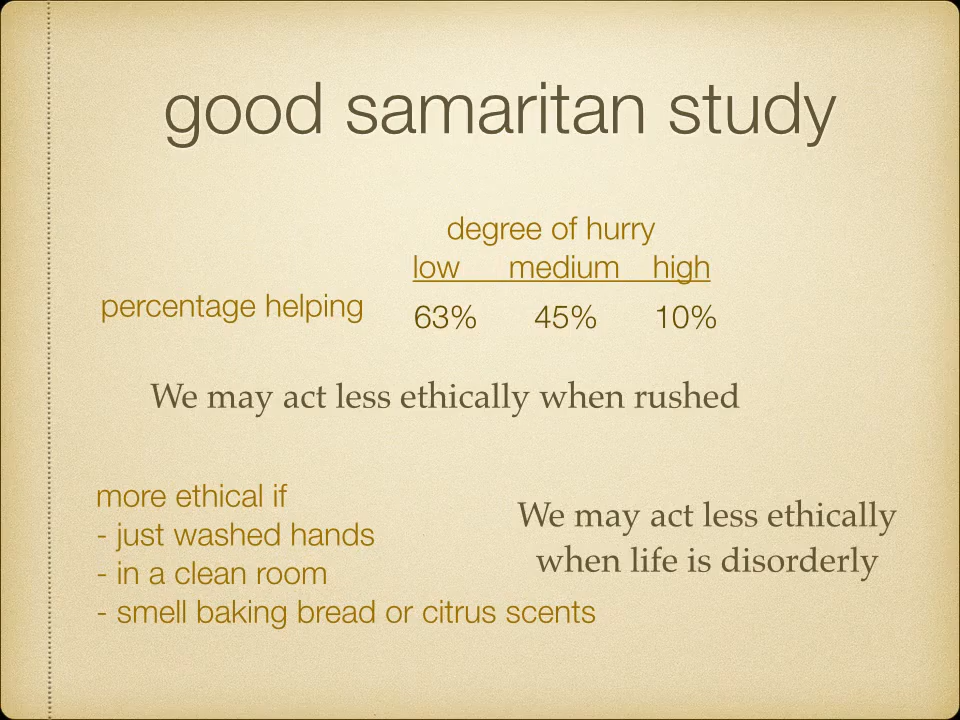 good samaritan study
degree of hurry
low medium high
percentage helping
63% 45% 10%
We may act less ethically when rushed
more ethical if
- just washed hands
- in a clean room
- smell baking bread or citrus scents
We may act less ethically
when life is disorderly